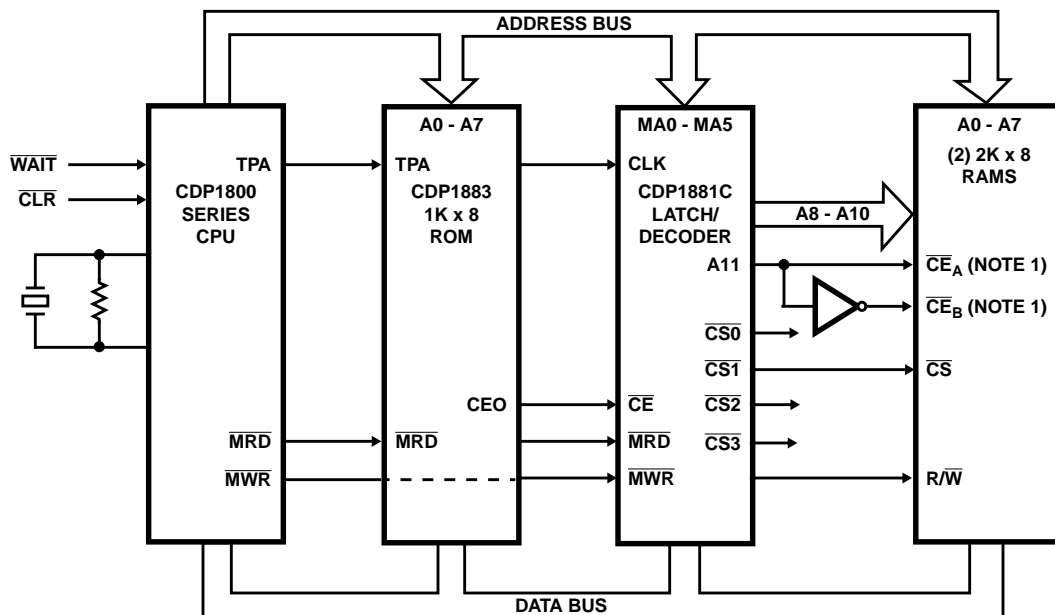 ADDRESS BUS
WAIT
CLR
TPA
CDP1800
SERIES
CPU
MRD
MWR
A0 - A7
TPA
CDP1883
1K x 8
ROM
CEO
MRD
MA0 - MA5
CLK
CDP1881C
LATCH/
DECODER
A11
CS0
CS1
CE
CS2
MRD
CS3
MWR
A8 - A10
A0 - A7
(2) 2K x 8
RAMS
CEA (NOTE 1)
CEB (NOTE 1)
CS
R/W
DATA BUS